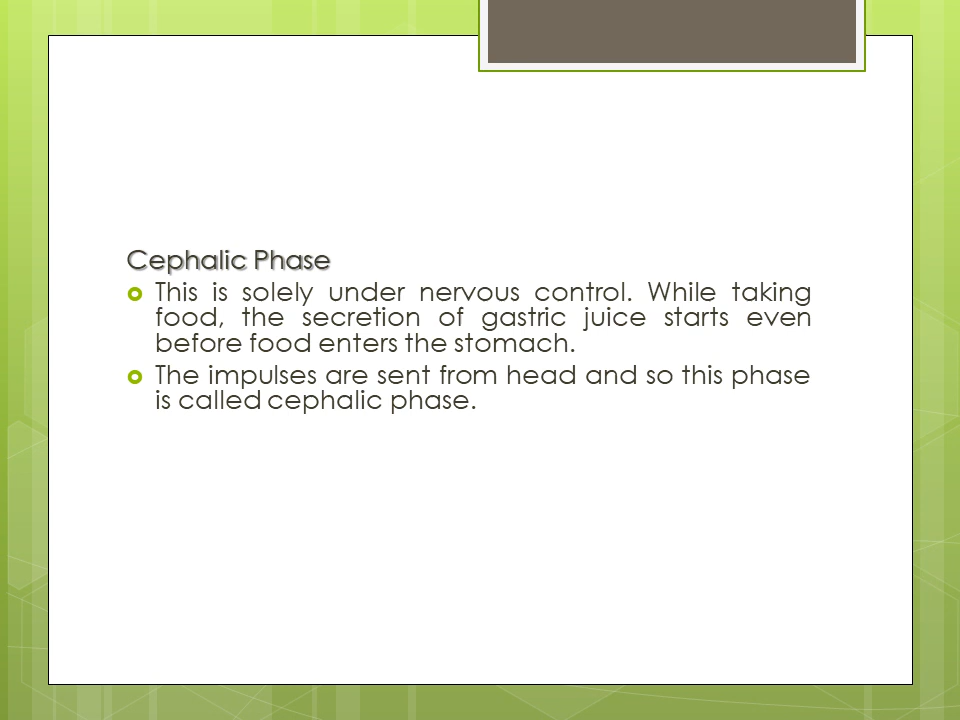 Cephalic Phase
This is solely under nervous control. While taking
food, the secretion of gastric juice starts even
before food enters the stomach.
The impulses are sent from head and so this phase
is called cephalic phase.